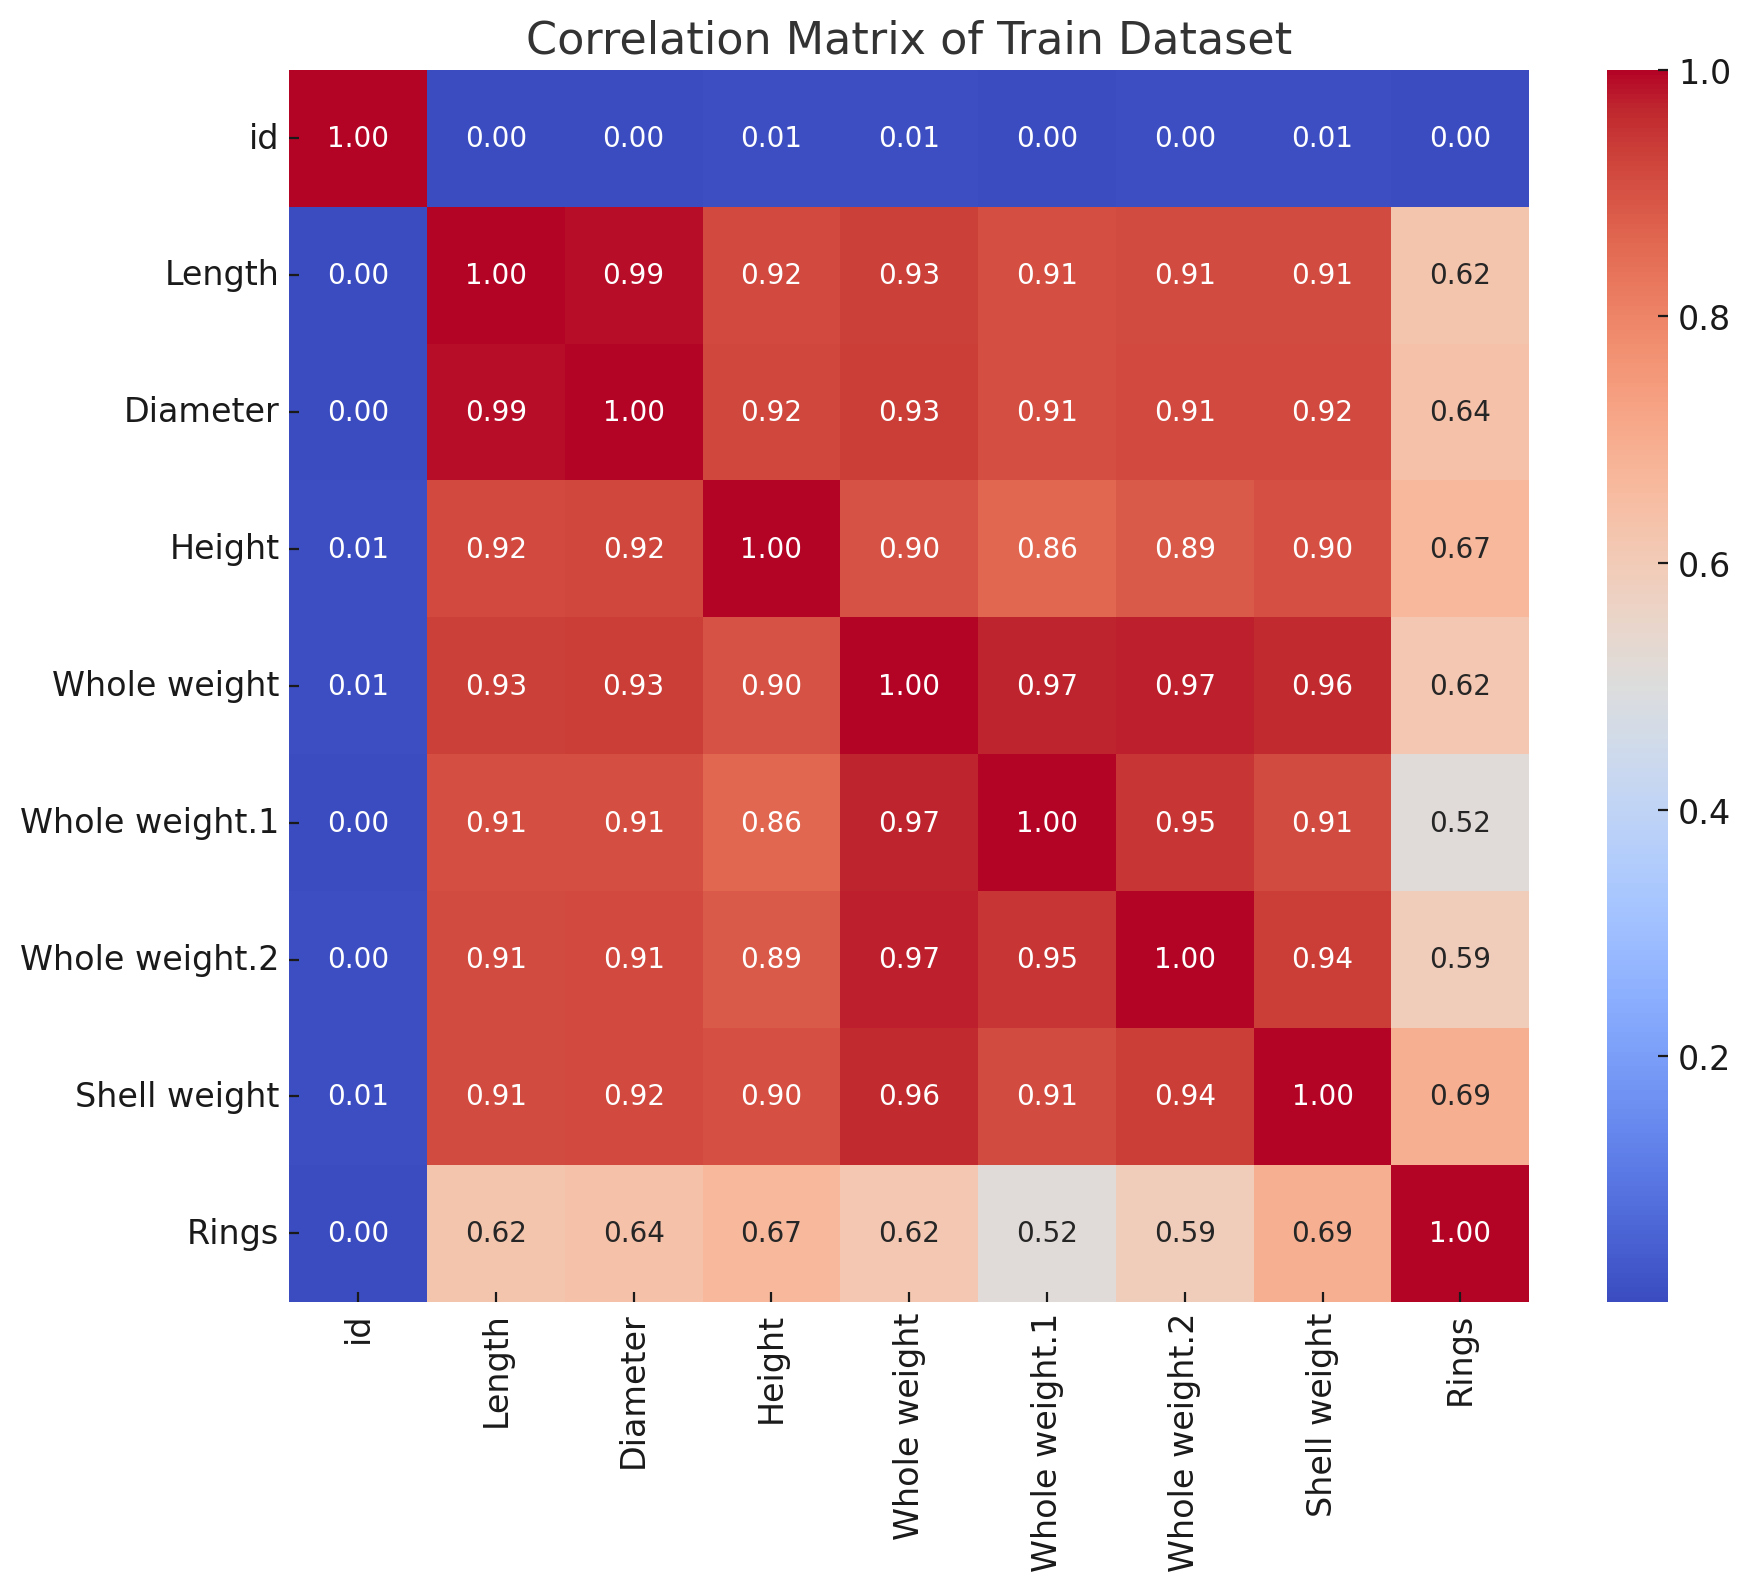 Correlation Matrix of Train Dataset
id 1.00 0.00 0.00 0.01 0.01 0.00 0.00 0.01 0.00
Length 0.00 1.00 0.99 0.92 0.93 0.91 0.91 0.91 0.62
Diameter 0.00 0.99 1.00 0.92 0.93 0.91 0.91 0.92 0.64
Height 0.01 0.92 0.92 1.00 0.90 0.86 0.89 0.90 0.67
Whole weight 0.01 0.93 0.93 0.90 1.00 0.97 0.97 0.96 0.62
Whole weight.1 0.00 0.91 0.91 0.86 0.97 1.00 0.95 0.91 0.52
Whole weight.2 0.00 0.91 0.91 0.89 0.97 0.95 1.00 0.94 0.59
Shell weight 0.01 0.91 0.92 0.90 0.96 0.91 0.94 1.00 0.69
Rings 0.00 0.62 0.64 0.67 0.62 0.52 0.59 0.69 1.00
id
Length
Diameter
Height
Whole weight
Whole weight.1
Whole weight.2
Shell weight
Rings
1.0
0.8
0.6
0.4
0.2